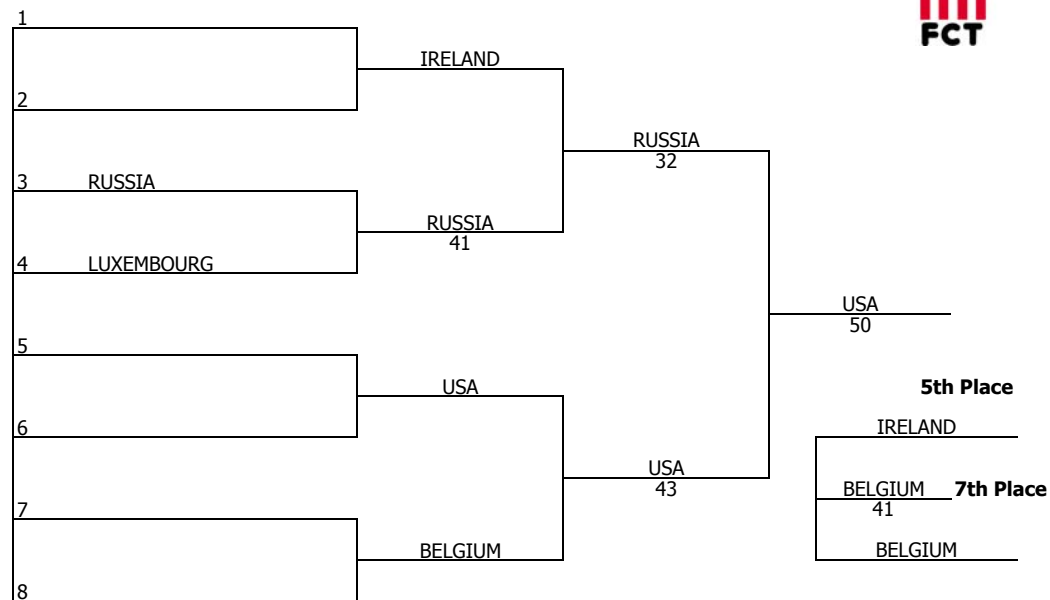 FCT
1
IRELAND
2
RUSSIA
32
3 RUSSIA
RUSSIA
41
4 LUXEMBOURG
USA
50
5
USA
5th Place
6
IRELAND
USA
43
BELGIUM 7th Place
41
7
BELGIUM
BELGIUM
8